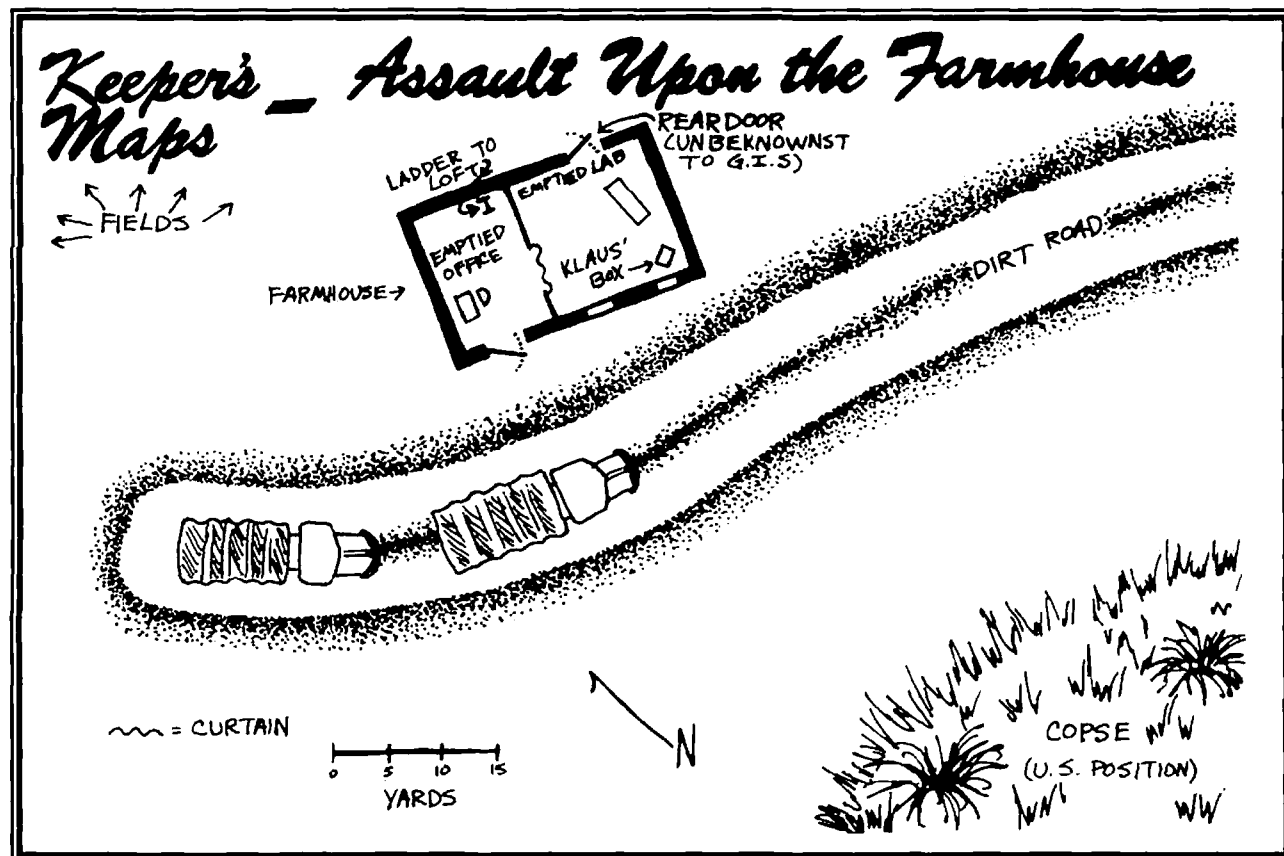 Keeper's _ Assault Upon the Farmhouse
Maps
REAR DOOR
(UNBEKNOWNST
TO G.I.S)
LADDER TO
LOFT
EMPTIED LAB
FIELDS
EMPTIED
OFFICE
KLAUS'
BOX
FARMHOUSE
DIRT ROAD
= CURTAIN
0 5 10 15
YARDS
N
COPSE
(U.S. POSITION)